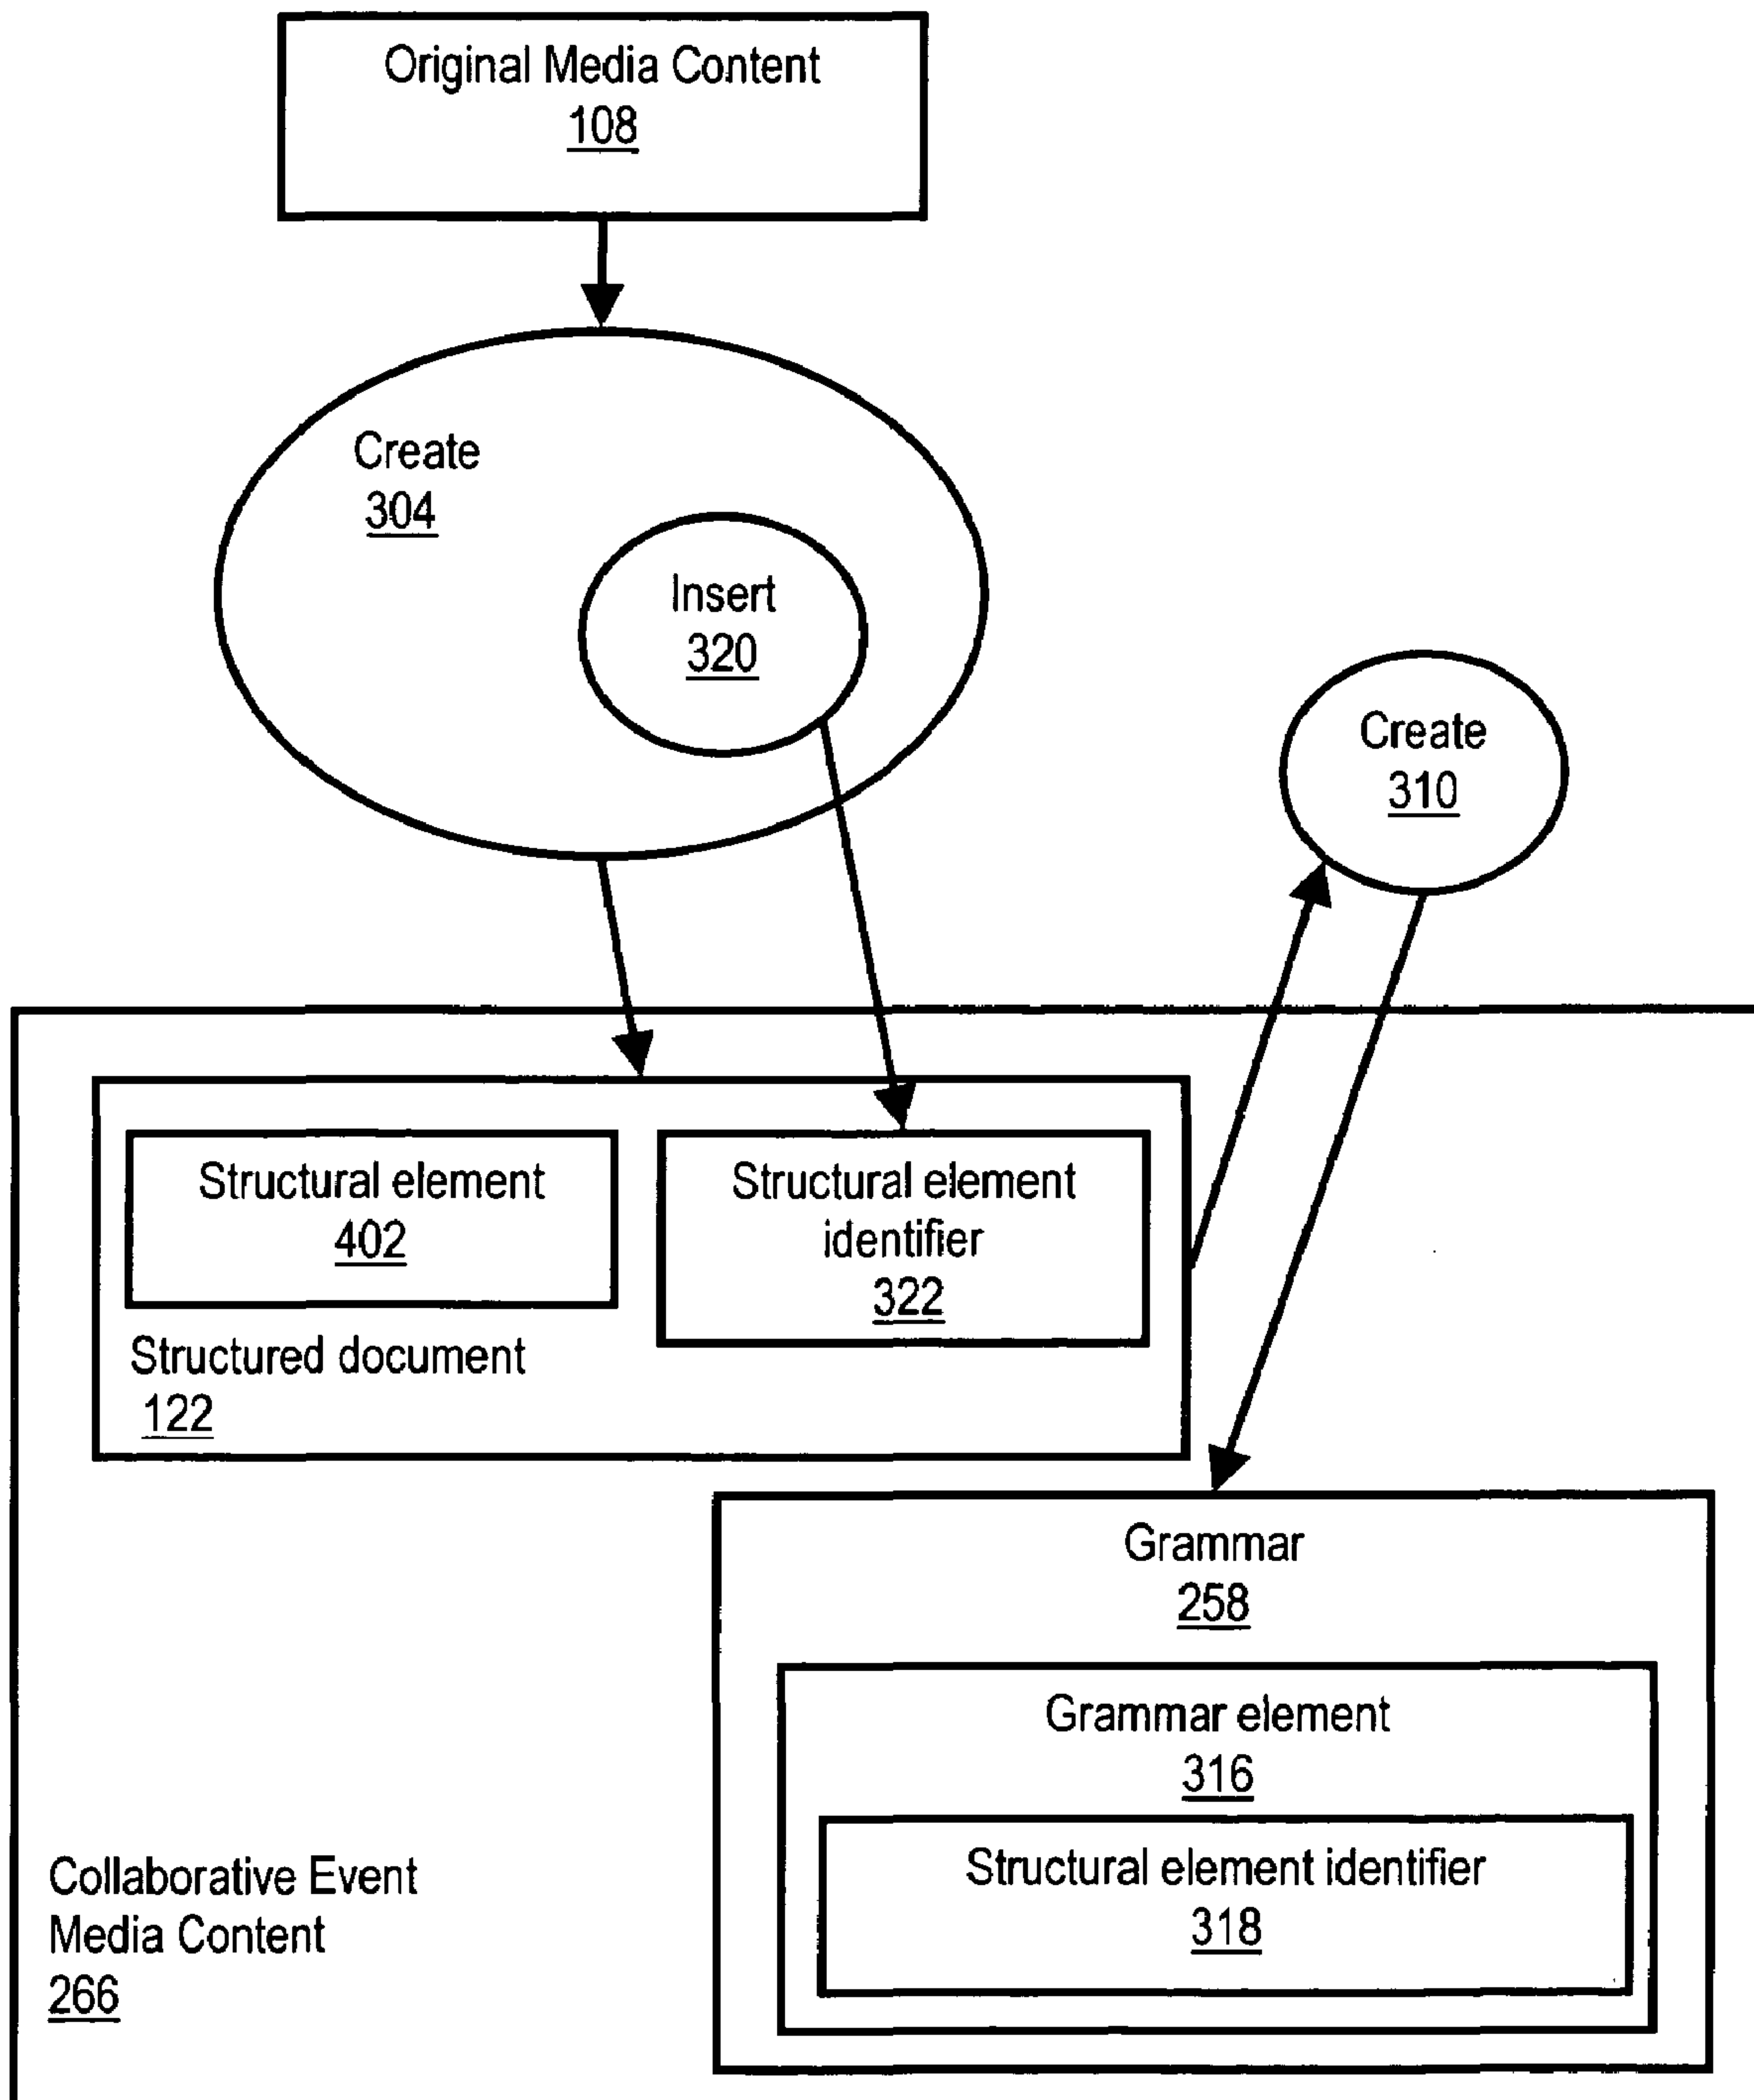 Original Media Content
108
Create
304
Insert
320
Create
310
Structural element
402
Structural element
identifier
322
Structured document
122
Grammar
258
Grammar element
316
Structural element identifier
318
Collaborative Event
Media Content
266